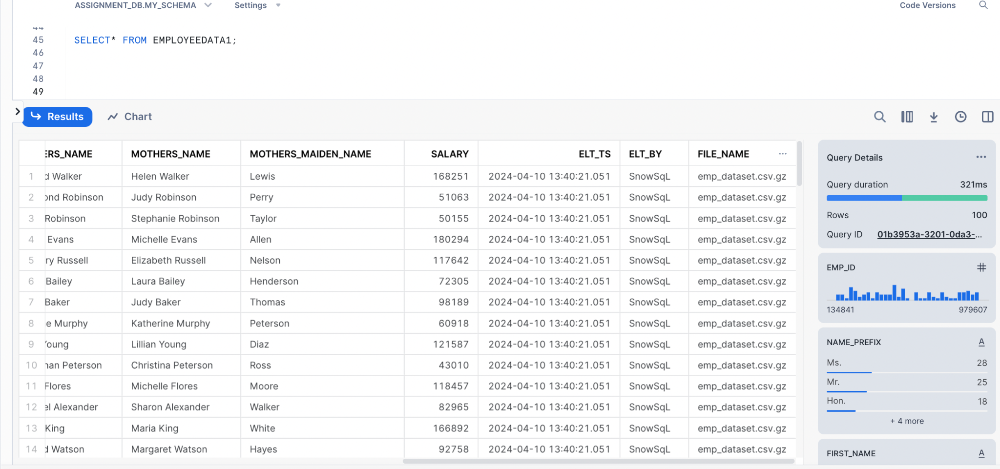 ASSIGNMENT_DB.MY_SCHEMA Settings Code Versions
44
45 SELECT* FROM EMPLOYEEDATA1;
46
47
48
49
Results Chart
ERS_NAME MOTHERS_NAME MOTHERS_MAIDEN_NAME SALARY ELT_TS ELT_BY FILE_NAME ...
1 d Walker Helen Walker Lewis 168251 2024-04-10 13:40:21.051 SnowSqL emp_dataset.csv.gz
2 ond Robinson Judy Robinson Perry 51063 2024-04-10 13:40:21.051 SnowSqL emp_dataset.csv.gz
3 Robinson Stephanie Robinson Taylor 50155 2024-04-10 13:40:21.051 SnowSqL emp_dataset.csv.gz
4 Evans Michelle Evans Allen 180294 2024-04-10 13:40:21.051 SnowSqL emp_dataset.csv.gz
5 ry Russell Elizabeth Russell Nelson 117642 2024-04-10 13:40:21.051 SnowSqL emp_dataset.csv.gz
6 Bailey Laura Bailey Henderson 72305 2024-04-10 13:40:21.051 SnowSqL emp_dataset.csv.gz
7 Baker Judy Baker Thomas 98189 2024-04-10 13:40:21.051 SnowSqL emp_dataset.csv.gz
8 e Murphy Katherine Murphy Peterson 60918 2024-04-10 13:40:21.051 SnowSqL emp_dataset.csv.gz
9 Young Lillian Young Diaz 121587 2024-04-10 13:40:21.051 SnowSqL emp_dataset.csv.gz
10 nan Peterson Christina Peterson Ross 43010 2024-04-10 13:40:21.051 SnowSqL emp_dataset.csv.gz
11 Flores Michelle Flores Moore 118457 2024-04-10 13:40:21.051 SnowSqL emp_dataset.csv.gz
12 el Alexander Sharon Alexander Walker 82965 2024-04-10 13:40:21.051 SnowSqL emp_dataset.csv.gz
13 King Maria King White 166892 2024-04-10 13:40:21.051 SnowSqL emp_dataset.csv.gz
14 d Watson Margaret Watson Hayes 92758 2024-04-10 13:40:21.051 SnowSqL emp_dataset.csv.gz
Query Details ...
Query duration 321ms
Rows 100
Query ID 01b3953a-3201-0da3-...
EMP_ID #
134841 979607
NAME_PREFIX A
Ms. 28
Mr. 25
Hon. 18
+ 4 more
FIRST_NAME A